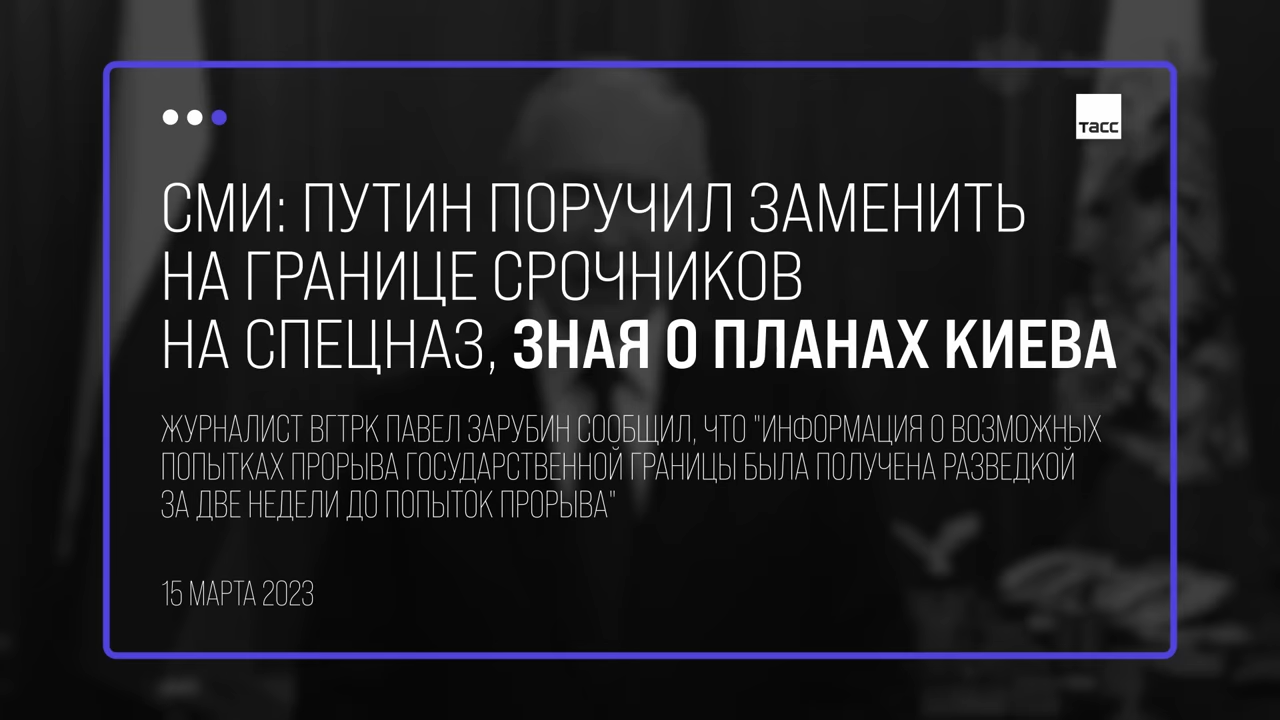 тасс
СМИ: ПУТИН ПОРУЧИЛ ЗАМЕНИТЬ
НА ГРАНИЦЕ СРОЧНИКОВ
НА СПЕЦНАЗ, ЗНАЯ О ПЛАНАХ КИЕВА
ЖУРНАЛИСТ ВГТРК ПАВЕЛ ЗАРУБИН СООБЩИЛ, ЧТО "ИНФОРМАЦИЯ О ВОЗМОЖНЫХ
ПОПЫТКАХ ПРОРЫВА ГОСУДАРСТВЕННОЙ ГРАНИЦЫ БЫЛА ПОЛУЧЕНА РАЗВЕДКОЙ
ЗА ДВЕ НЕДЕЛИ ДО ПОПЫТОК ПРОРЫВА"
15 МАРТА 2023